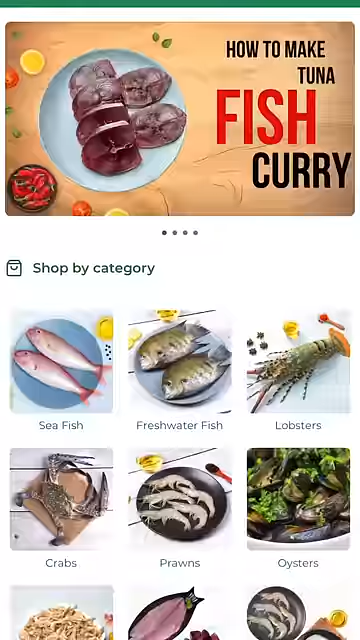 HOW TO MAKE
TUNA
FISH
CURRY
Shop by category
Sea Fish
Freshwater Fish
Lobsters
Crabs
Prawns
Oysters